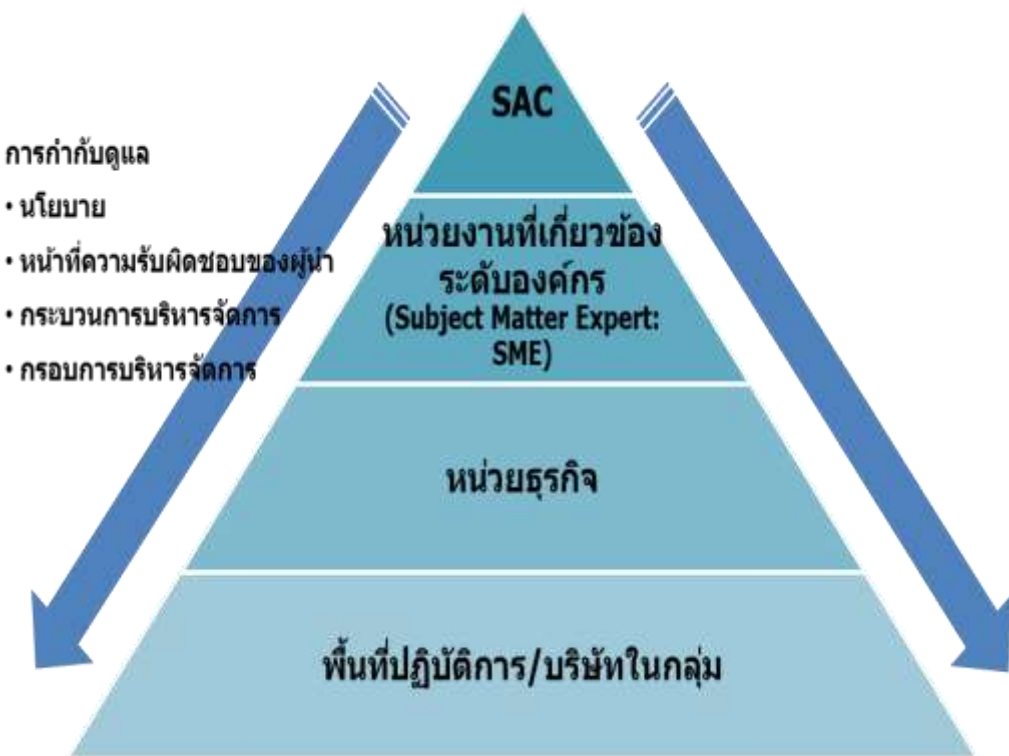 SAC
การกำกับดูแล
• นโยบาย
• หน้าที่ความรับผิดชอบของผู้นำ
• กระบวนการบริหารจัดการ
• กรอบการบริหารจัดการ
หน่วยงานที่เกี่ยวข้อง
ระดับองค์กร
(Subject Matter Expert:
SME)
หน่วยธุรกิจ
พื้นที่ปฏิบัติการ/บริษัทในกลุ่ม